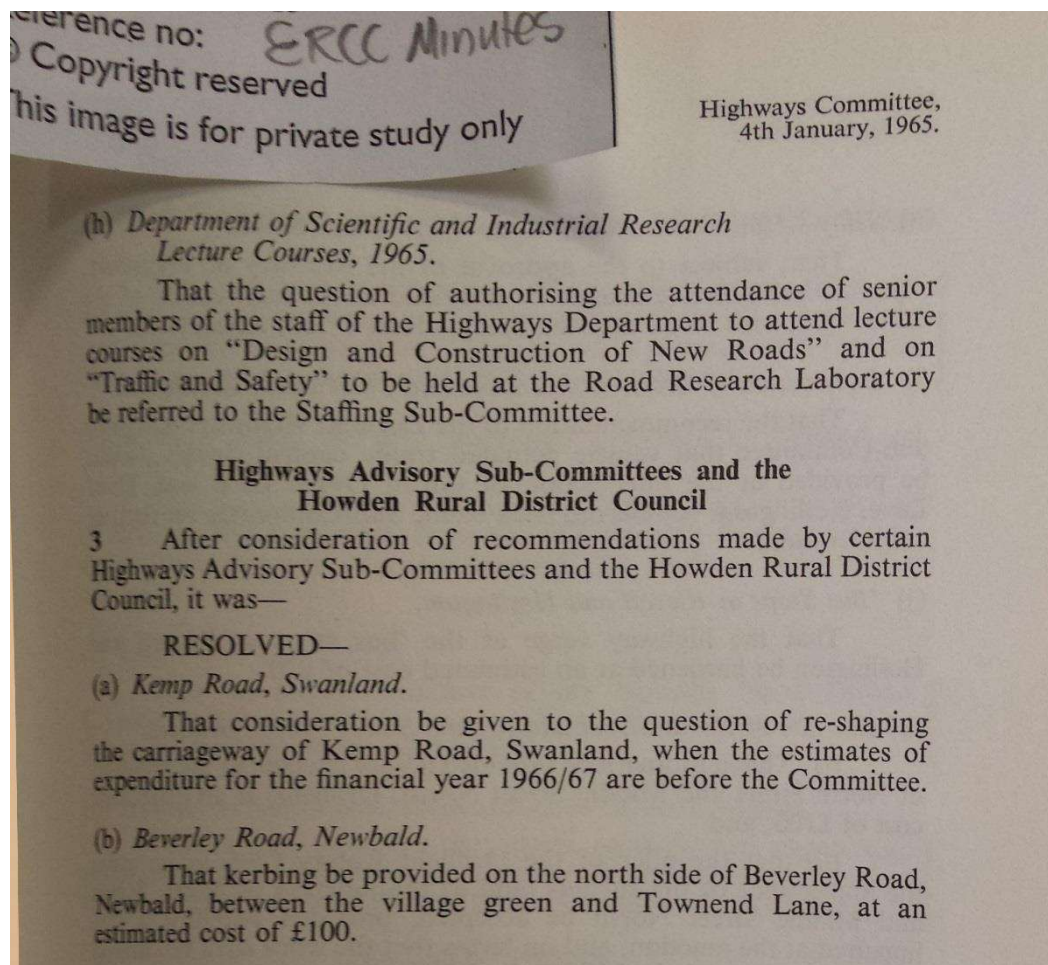 eference no: ERCC Minutes
© Copyright reserved
his image is for private study only
Highways Committee,
4th January, 1965.
(h) Department of Scientific and Industrial Research
Lecture Courses, 1965.
That the question of authorising the attendance of senior
members of the staff of the Highways Department to attend lecture
courses on “Design and Construction of New Roads” and on
“Traffic and Safety” to be held at the Road Research Laboratory
be referred to the Staffing Sub-Committee.
Highways Advisory Sub-Committees and the
Howden Rural District Council
3 After consideration of recommendations made by certain
Highways Advisory Sub-Committees and the Howden Rural District
Council, it was—
RESOLVED—
(a) Kemp Road, Swanland.
That consideration be given to the question of re-shaping
the carriageway of Kemp Road, Swanland, when the estimates of
expenditure for the financial year 1966/67 are before the Committee.
(b) Beverley Road, Newbald.
That kerbing be provided on the north side of Beverley Road,
Newbald, between the village green and Townend Lane, at an
estimated cost of £100.